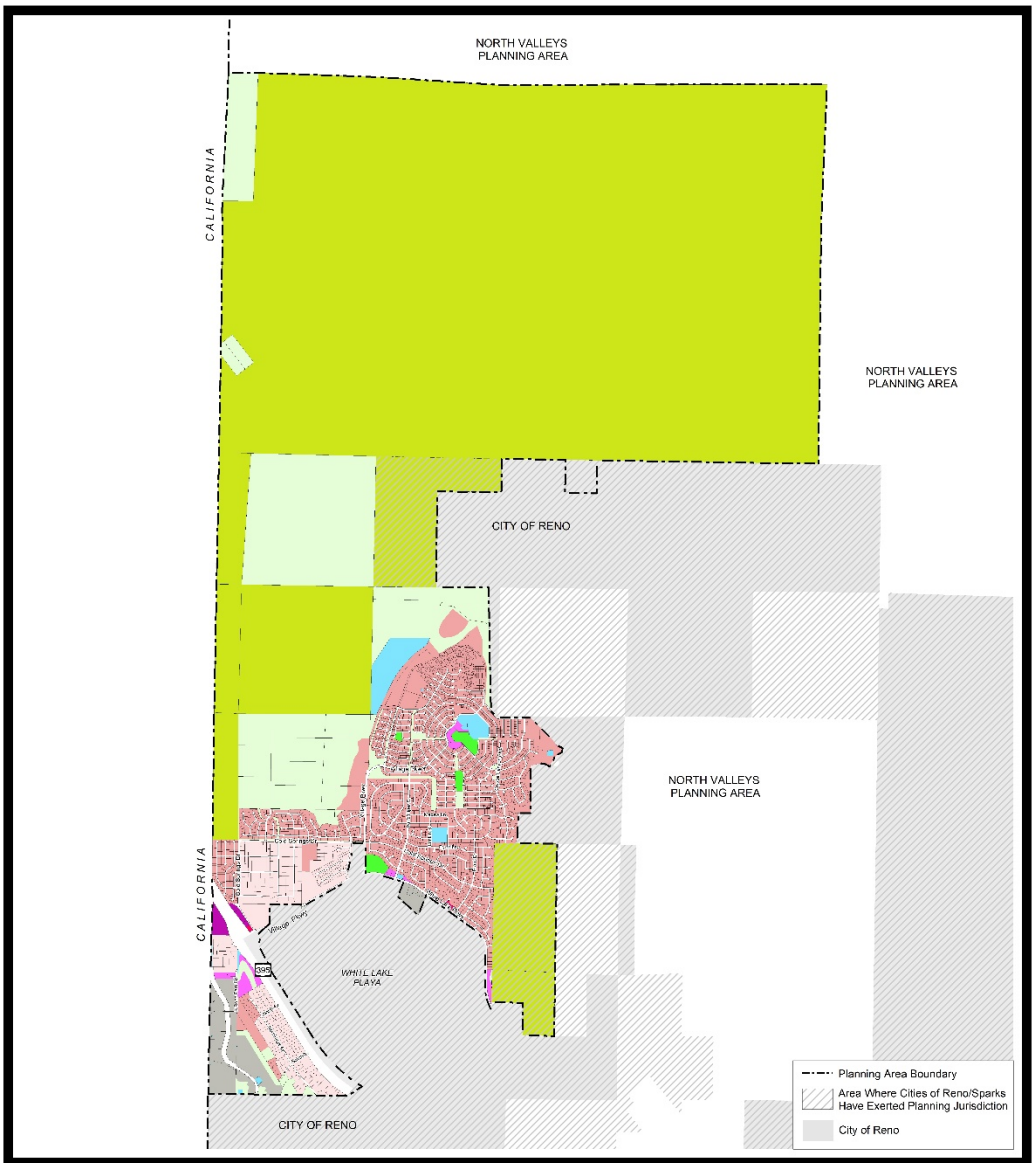 NORTH VALLEYS
PLANNING AREA
CALIFORNIA
NORTH VALLEYS
PLANNING AREA
CITY OF RENO
NORTH VALLEYS
PLANNING AREA
CALIFORNIA
Village Pkwy
395
WHITE LAKE
PLAYA
CITY OF RENO
Planning Area Boundary
Area Where Cities of Reno/Sparks
Have Exerted Planning Jurisdiction
City of Reno